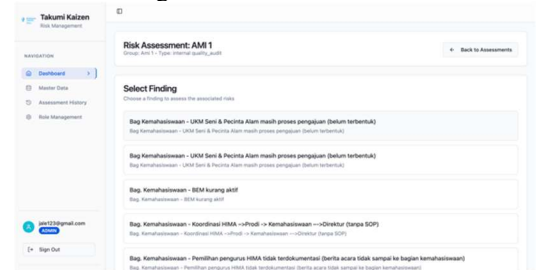 Takumi Kaizen
Risk Management
NAVIGATION
Dashboard
Master Data
Assessment History
Role Management
jale123@gmail.com
ADMIN
Sign Out
Risk Assessment: AMI 1
Group: Ami 1 - Type: internal quality_audit
Back to Assessments
Select Finding
Choose a finding to assess the associated risks
Bag Kemahasiswaan - UKM Seni & Pecinta Alam masih proses pengajuan (belum terbentuk)
Bag Kemahasiswaan - UKM Seni & Pecinta Alam masih proses pengajuan (belum terbentuk)
Bag Kemahasiswaan - UKM Seni & Pecinta Alam masih proses pengajuan (belum terbentuk)
Bag Kemahasiswaan - UKM Seni & Pecinta Alam masih proses pengajuan (belum terbentuk)
Bag. Kemahasiswaan - BEM kurang aktif
Bag. Kemahasiswaan - BEM kurang aktif
Bag. Kemahasiswaan - Koordinasi HIMA ->Prodi -> Kemahasiswaan -->Direktur (tanpa SOP)
Bag. Kemahasiswaan - Koordinasi HIMA ->Prodi -> Kemahasiswaan -->Direktur (tanpa SOP)
Bag. Kemahasiswaan - Pemilihan pengurus HIMA tidak terdokumentasi (berita acara tidak sampai ke bagian kemahasiswaan)
Bag. Kemahasiswaan - Pemilihan pengurus HIMA tidak terdokumentasi (berita acara tidak sampai ke bagian kemahasiswaan)